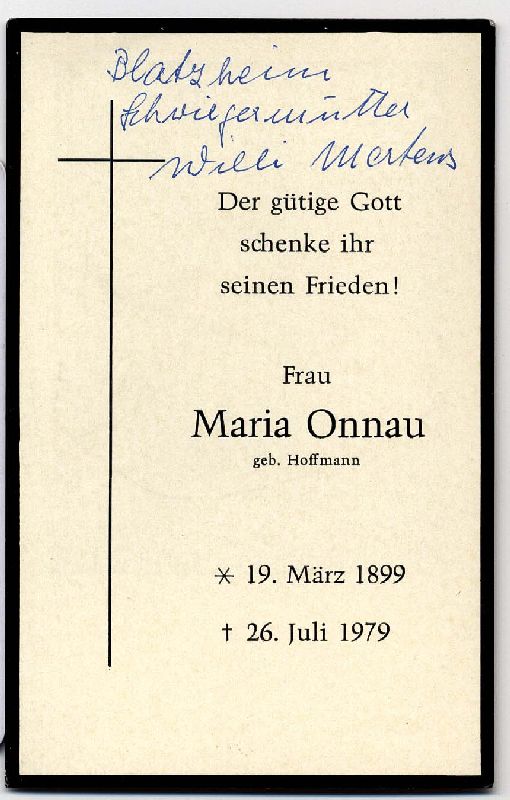 Blatzheim
Schwiegermutter
Willi Mertens
Der gütige Gott
schenke ihr
seinen Frieden!
Frau
Maria Onnau
geb. Hoffmann
* 19. März 1899
† 26. Juli 1979